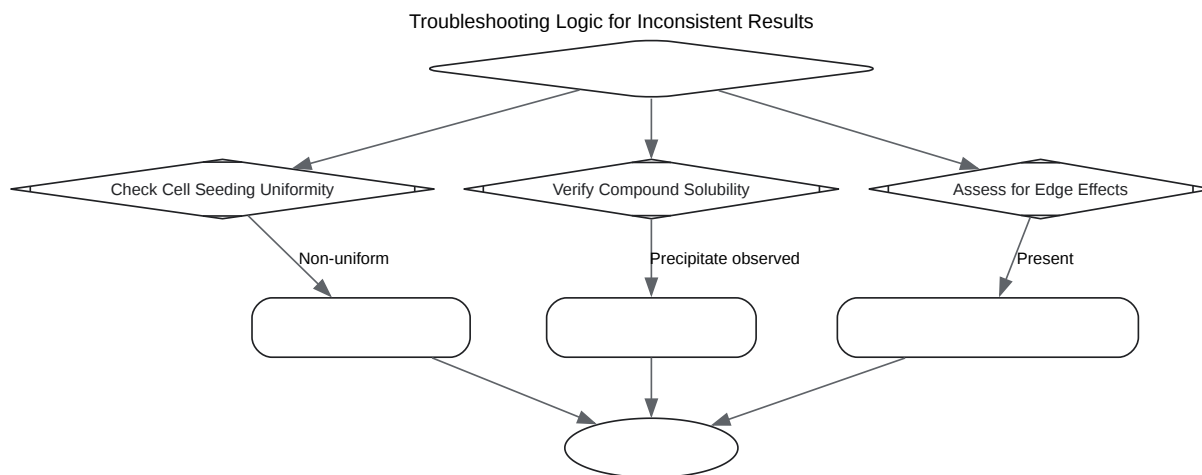 Troubleshooting Logic for Inconsistent Results
Check Cell Seeding Uniformity
Verify Compound Solubility
Assess for Edge Effects
Non-uniform
Precipitate observed
Present